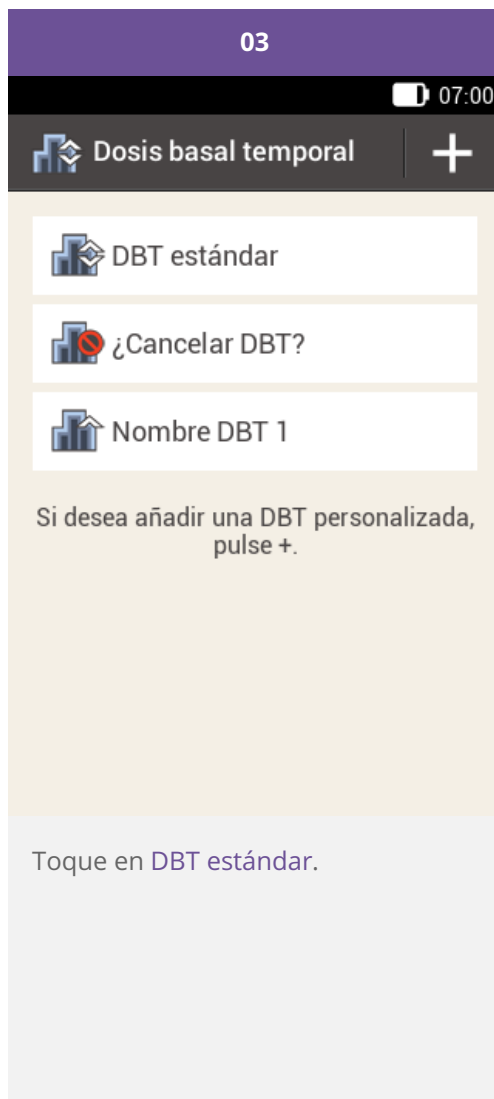 03
07:00
Dosis basal temporal
DBT estándar
¿Cancelar DBT?
Nombre DBT 1
Si desea añadir una DBT personalizada,
pulse +.
Toque en DBT estándar.